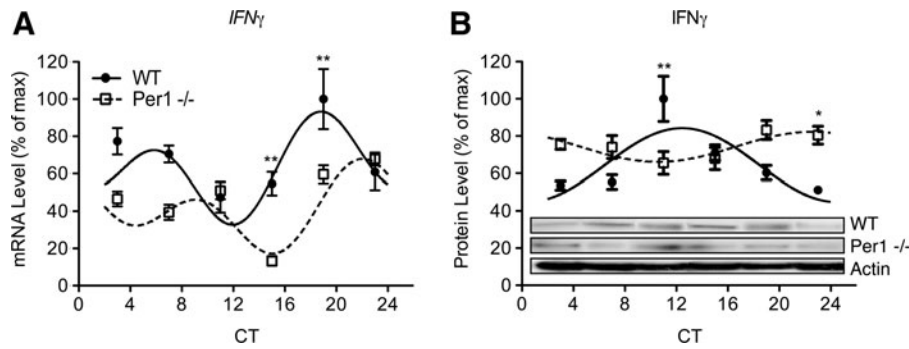 A
IFNγ
mRNA Level (% of max)
120
100
80
60
40
20
0
WT
Per1 -/-
**
**
0 4 8 12 16 20 24
CT
B
IFNγ
Protein Level (% of max)
120
100
80
60
40
20
0
**
*
WT
Per1 -/-
Actin
0 4 8 12 16 20 24
CT